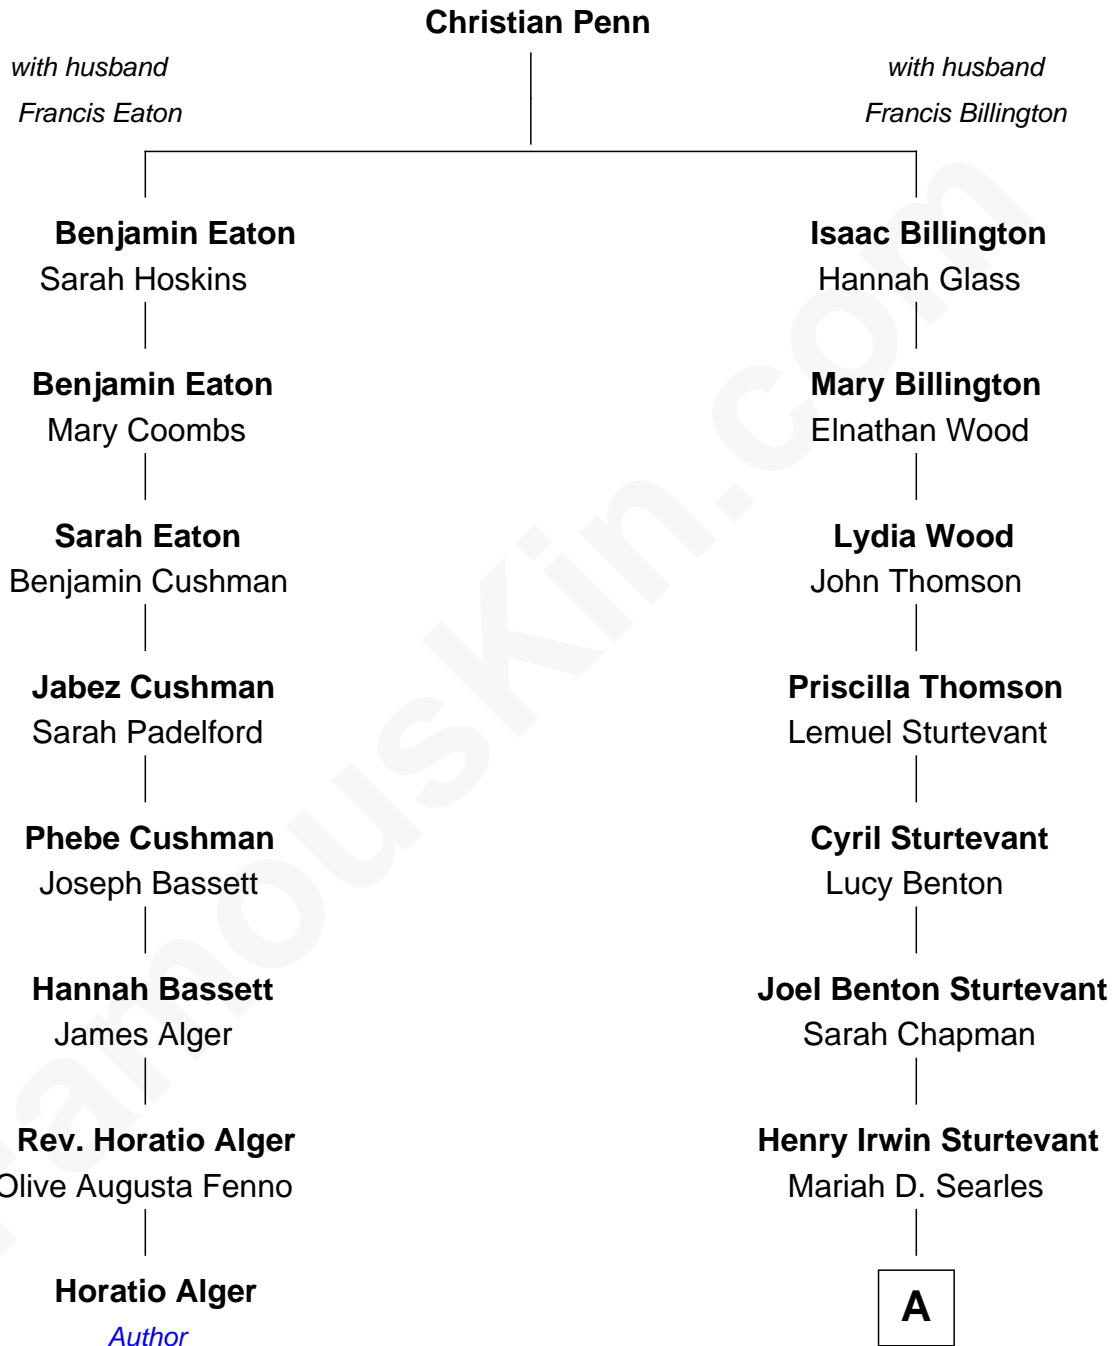 Christian Penn
with husband
Francis Eaton
with husband
Francis Billington
Benjamin Eaton
Sarah Hoskins
Isaac Billington
Hannah Glass
Benjamin Eaton
Mary Coombs
Mary Billington
Elnathan Wood
Sarah Eaton
Benjamin Cushman
Lydia Wood
John Thomson
Jabez Cushman
Sarah Padelford
Priscilla Thomson
Lemuel Sturtevant
Phebe Cushman
Joseph Bassett
Cyril Sturtevant
Lucy Benton
Hannah Bassett
James Alger
Joel Benton Sturtevant
Sarah Chapman
Rev. Horatio Alger
Olive Augusta Fenno
Henry Irwin Sturtevant
Mariah D. Searles
Horatio Alger
Author
A
FamousKin.com